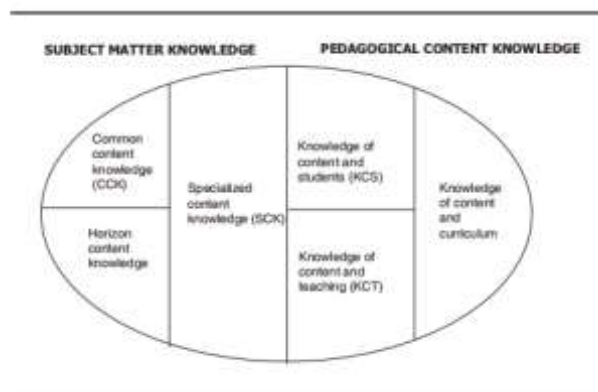 SUBJECT MATTER KNOWLEDGE
PEDAGOGICAL CONTENT KNOWLEDGE
Common
content
knowledge
(CCK)
Horizon
content
knowledge
Specialized
content
knowledge (SCK)
Knowledge of
content and
students (KCS)
Knowledge of
content and
teaching (KCT)
Knowledge
of content
and
curriculum